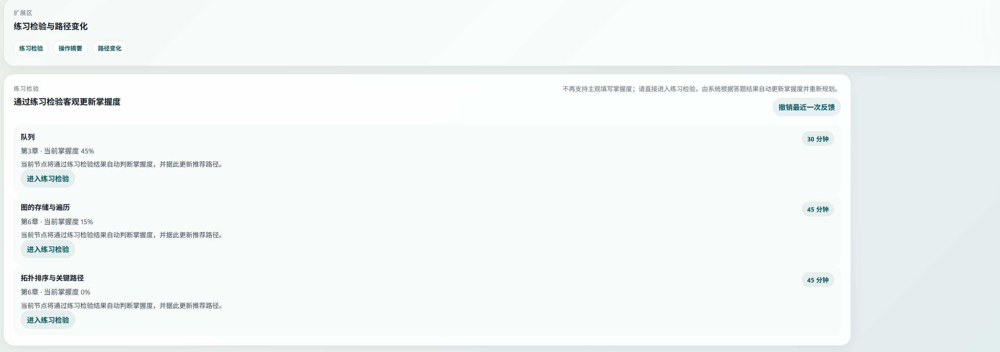 扩展区
练习检验与路径变化
练习检验 操作摘要 路径变化
练习检验
通过练习检验客观更新掌握度
不再支持主观填写掌握度；请直接进入练习检验，由系统根据答题结果自动更新掌握度并重新规划。
撤销最近一次反馈
队列
30 分钟
第3章 · 当前掌握度 45%
当前节点将通过练习检验结果自动判断掌握度，并据此更新推荐路径。
进入练习检验
图的存储与遍历
45 分钟
第6章 · 当前掌握度 15%
当前节点将通过练习检验结果自动判断掌握度，并据此更新推荐路径。
进入练习检验
拓扑排序与关键路径
45 分钟
第6章 · 当前掌握度 0%
当前节点将通过练习检验结果自动判断掌握度，并据此更新推荐路径。
进入练习检验